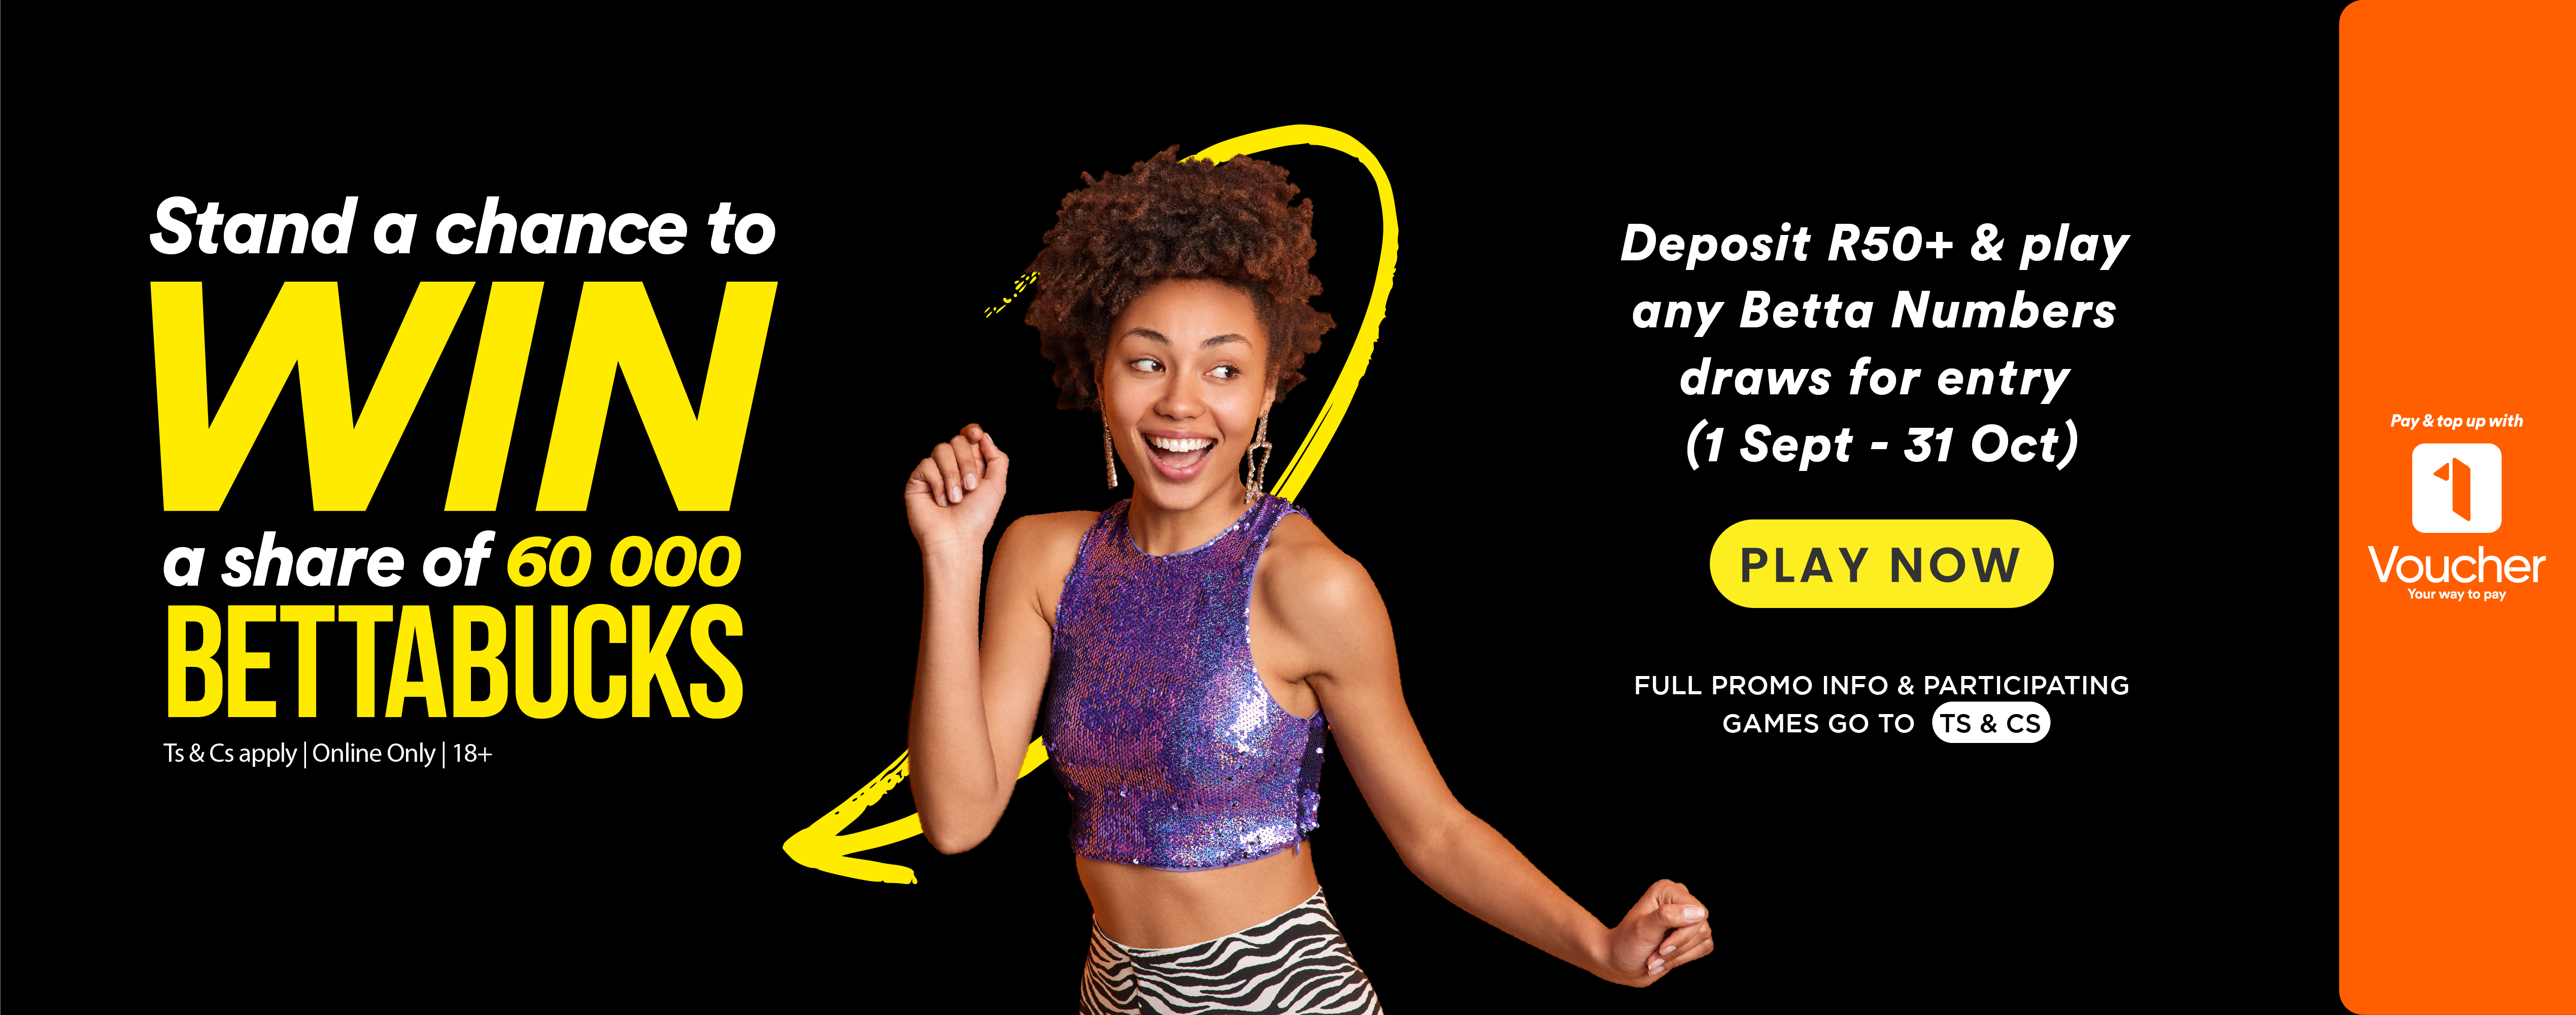 Stand a chance to
WIN
a share of 60 000
BETTABUCKS
Ts & Cs apply | Online Only | 18+
Deposit R50+ & play
any Betta Numbers
draws for entry
(1 Sept - 31 Oct)
PLAY NOW
FULL PROMO INFO & PARTICIPATING
GAMES GO TO TS & CS
Pay & top up with
1
Voucher
Your way to pay